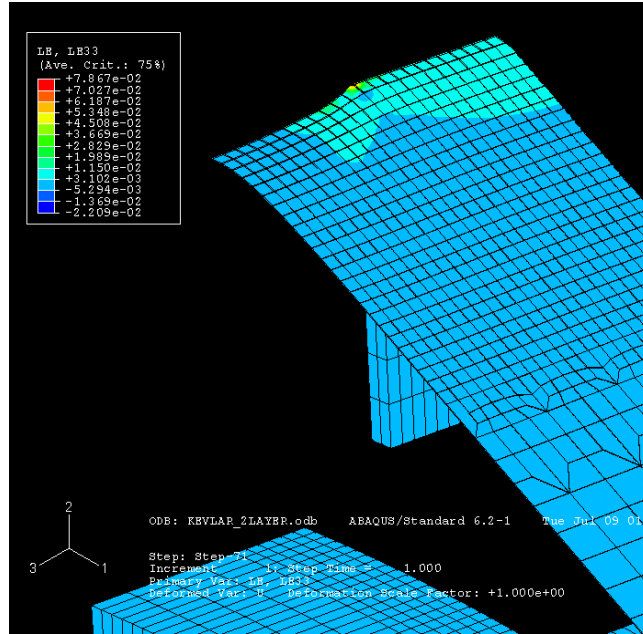 LE, LE33
(Ave. Crit.: 75%)
+7.867e-02
+7.027e-02
+6.187e-02
+5.348e-02
+4.508e-02
+3.669e-02
+2.829e-02
+1.989e-02
+1.150e-02
+3.102e-03
-5.294e-03
-1.369e-02
-2.209e-02
2
3
1
ODB: KEVLAR_2LAYER.odb ABAQUS/Standard 6.2-1 Tue Jul 09 01
Step: Step-71
Increment 1: Step Time = 1.000
Primary Var: LE, LE33
Deformed Var: U Deformation Scale Factor: +1.000e+00